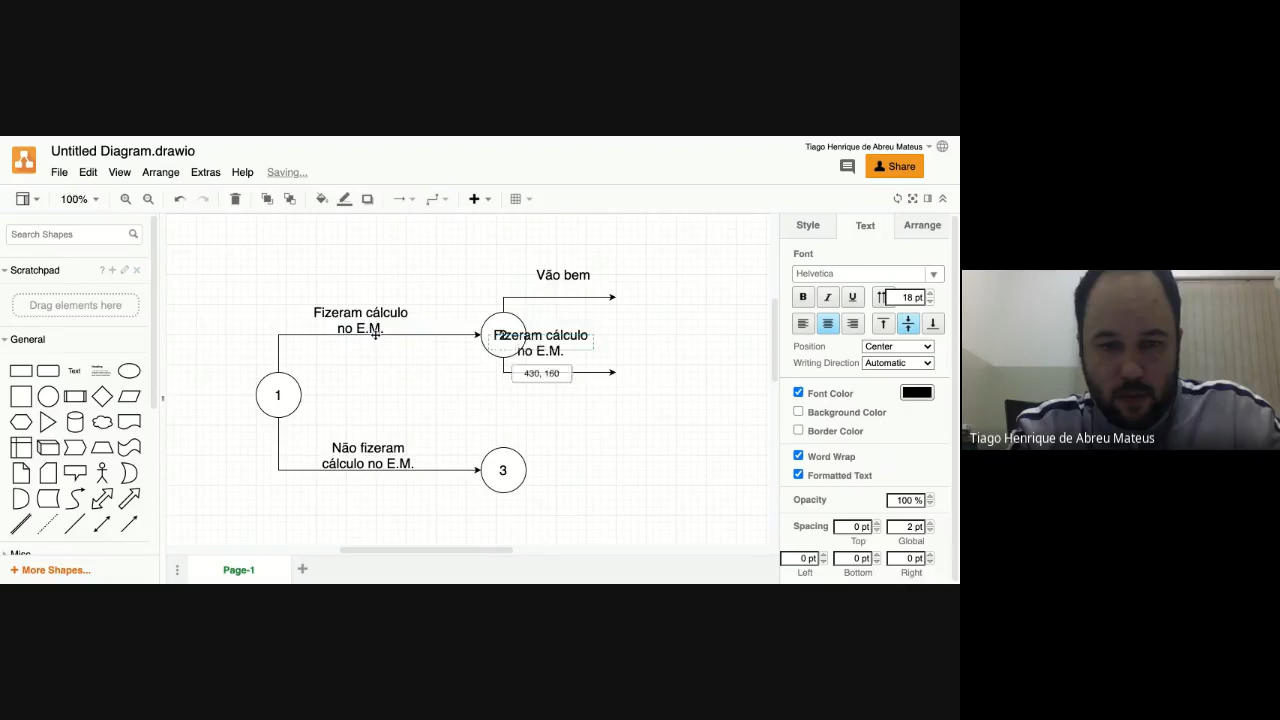 Untitled Diagram.drawio
Tiago Henrique de Abreu Mateus
File Edit View Arrange Extras Help Saving...
Share
100%
Search Shapes
Style Text Arrange
Scratchpad
Drag elements here
General
Text
More Shapes...
Vão bem
Fizeram cálculo
no E.M.
2
Fizeram cálculo
no E.M.
430, 160
1
Não fizeram
cálculo no E.M.
3
Page-1
Font
Helvetica
B I U 18 pt
Position Center
Writing Direction Automatic
Font Color
Background Color
Border Color
Word Wrap
Formatted Text
Opacity 100 %
Spacing 0 pt 2 pt
Top Global
0 pt 0 pt 0 pt
Left Bottom Right
Tiago Henrique de Abreu Mateus